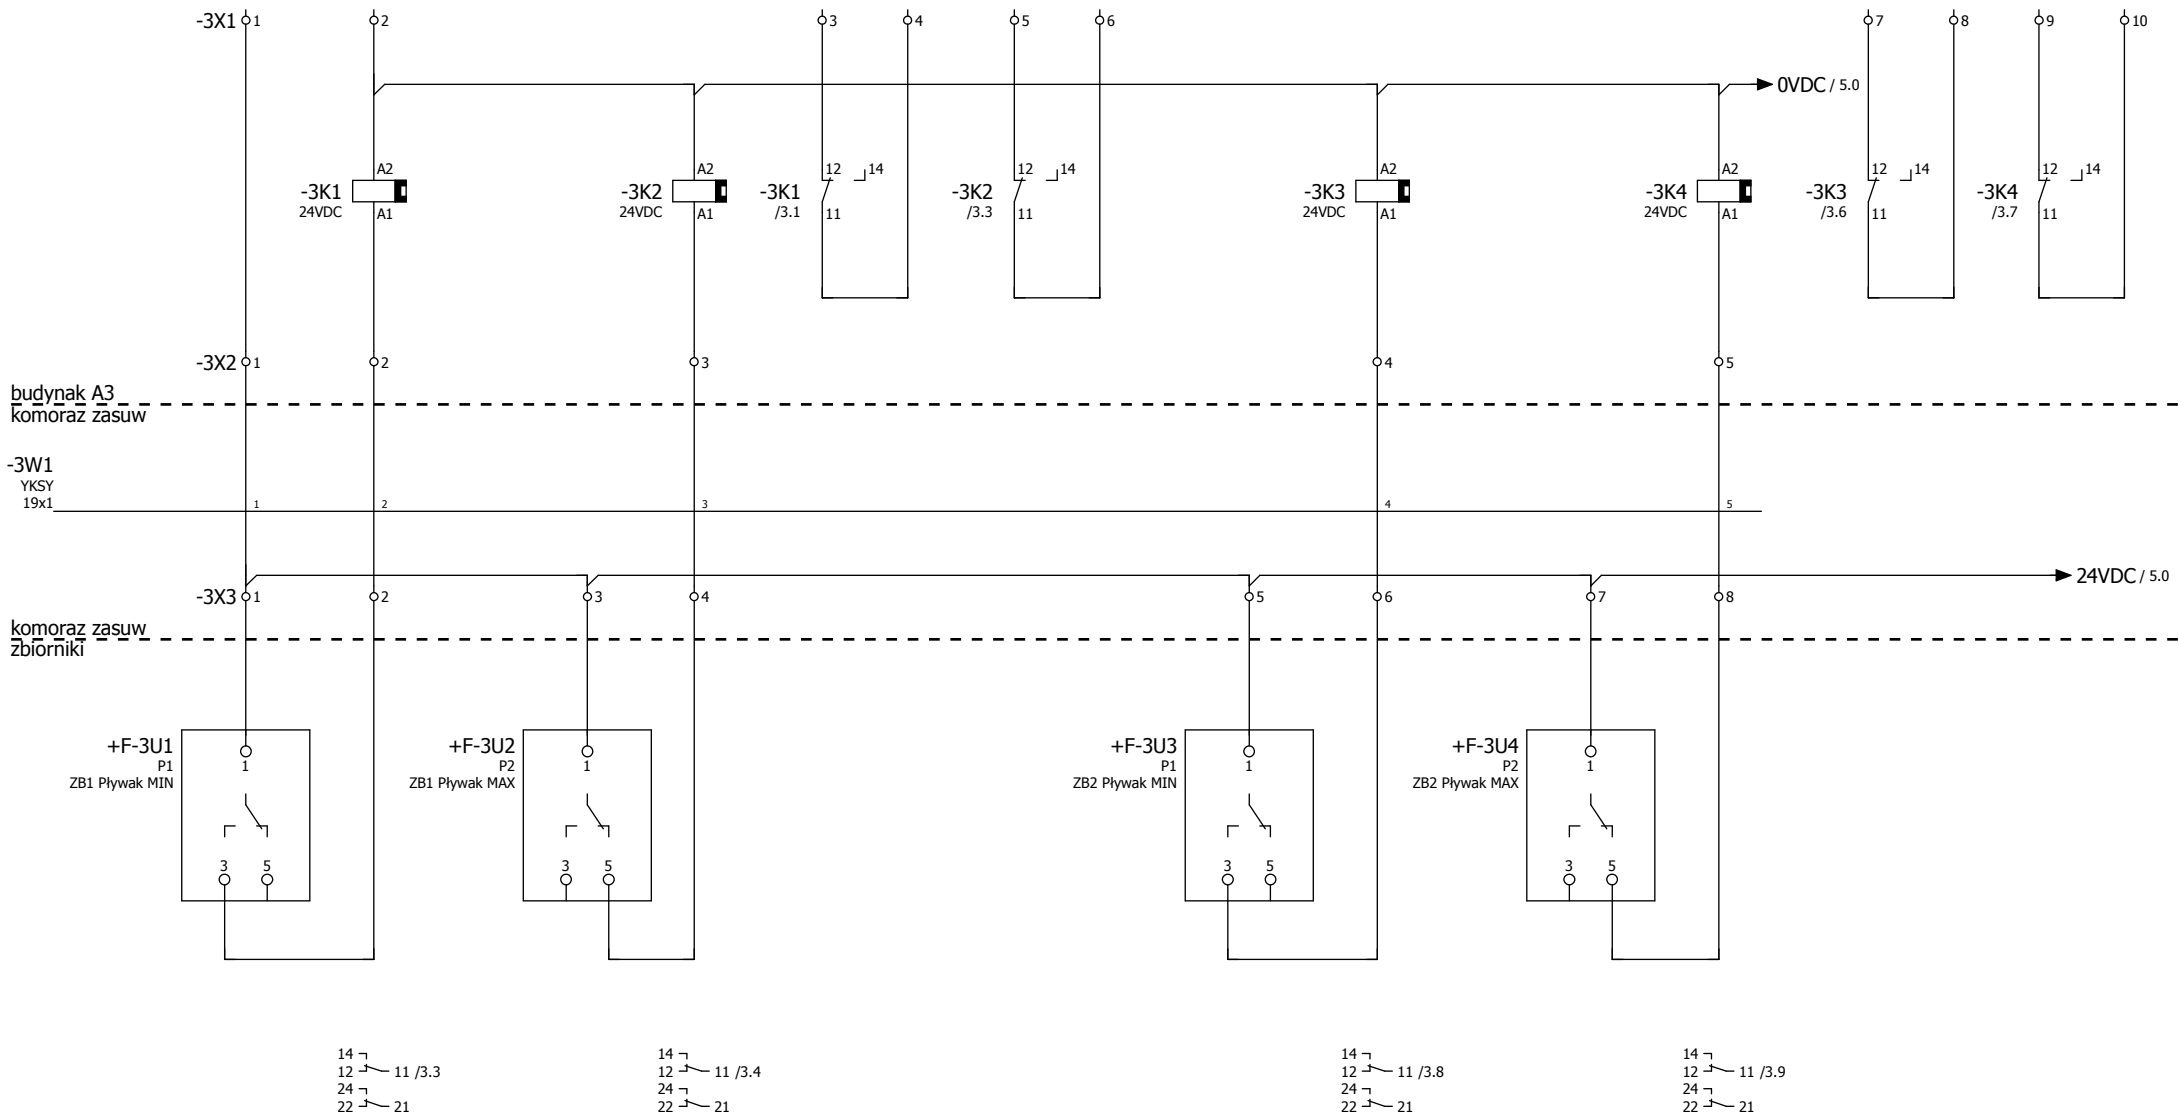 -3X1 1 2 3 4 5 6 7 8 9 10
0VDC / 5.0
A2 A2 12 14 12 14 A2 A2 12 14 12 14
-3K1 -3K2 -3K1 -3K2 -3K3 -3K4 -3K3 -3K4
24VDC A1 24VDC A1 /3.1 11 /3.3 11 24VDC A1 24VDC A1 /3.6 11 /3.7 11
-3X2 1 2 3 4 5
budynak A3
komoraz zasuw
-3W1
YKSY
19x1 1 2 3 4 5
24VDC / 5.0
-3X3 1 2 3 4 5 6 7 8
komoraz zasuw
zbiorniki
+F-3U1 +F-3U2 +F-3U3 +F-3U4
P1 1 P2 1 P1 1 P2 1
ZB1 Pływak MIN ZB1 Pływak MAX ZB2 Pływak MIN ZB2 Pływak MAX
3 5 3 5 3 5 3 5
14 14 14 14
12 11 /3.3 12 11 /3.4 12 11 /3.8 12 11 /3.9
24 24 24 24
22 21 22 21 22 21 22 21